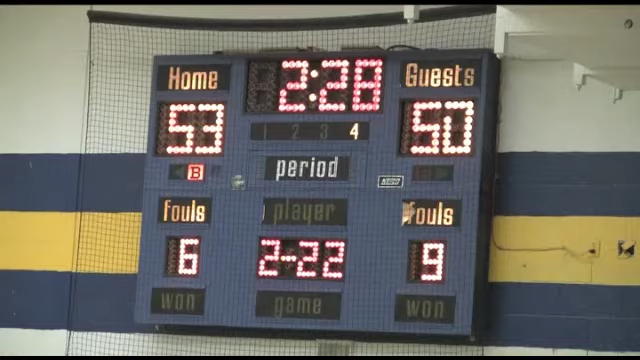 Home 2:28 Guests
53 1 2 3 4 50
B period
fouls player fouls
6 2-22 9
won game won